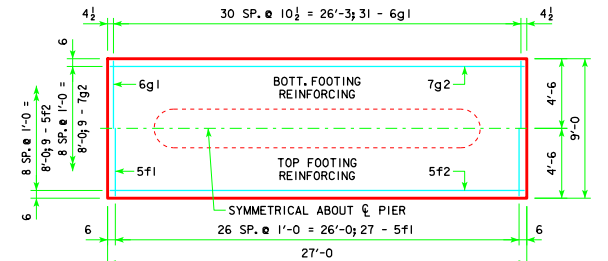 4½ 30 SP.@ 10½ = 26'-3; 31 - 6g1 4½
6
8 SP.@ 1'-0 =
8'-0; 9 - 5f2
8 SP.@ 1'-0 =
8'-0; 9 - 7g2
6
6g1
BOTT. FOOTING
REINFORCING
7g2
4'-6
9'-0
4'-6
5f1
TOP FOOTING
REINFORCING
5f2
SYMMETRICAL ABOUT ℄ PIER
6 26 SP.@ 1'-0 = 26'-0; 27 - 5f1 6
27'-0